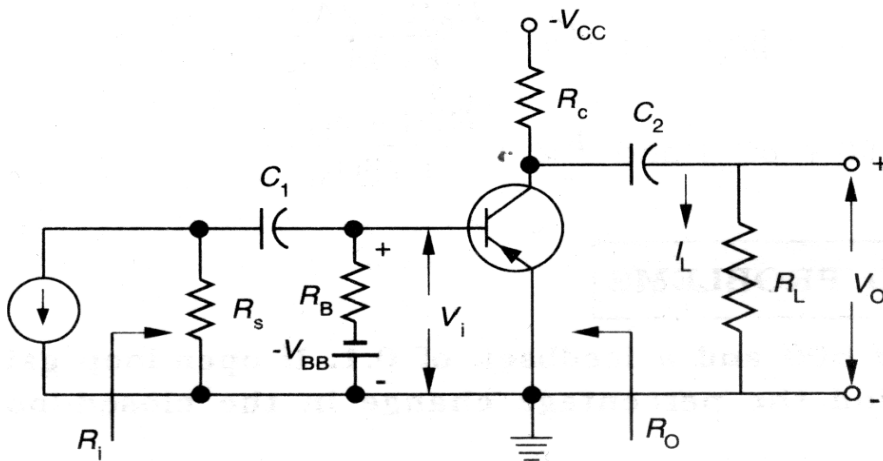 -V_CC
R_c
C_2
C_1
+
+
R_s
R_B
V_i
I_L
R_L
V_O
-V_BB
-
-
R_i
R_O